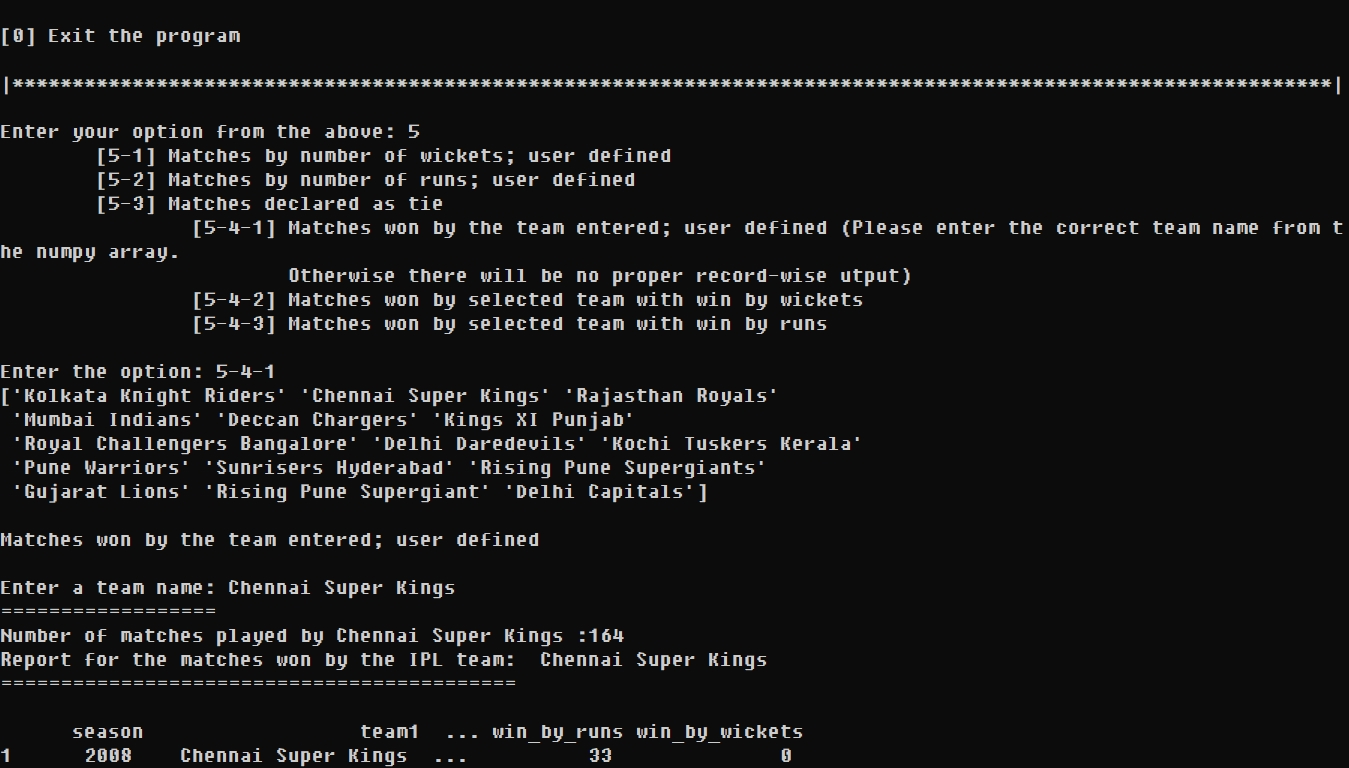 [0] Exit the program
|**************************************************************************************************************|
Enter your option from the above: 5
[5-1] Matches by number of wickets; user defined
[5-2] Matches by number of runs; user defined
[5-3] Matches declared as tie
[5-4-1] Matches won by the team entered; user defined (Please enter the correct team name from t
he numpy array.
Otherwise there will be no proper record-wise utput)
[5-4-2] Matches won by selected team with win by wickets
[5-4-3] Matches won by selected team with win by runs
Enter the option: 5-4-1
['Kolkata Knight Riders' 'Chennai Super Kings' 'Rajasthan Royals'
'Mumbai Indians' 'Deccan Chargers' 'Kings XI Punjab'
'Royal Challengers Bangalore' 'Delhi Daredevils' 'Kochi Tuskers Kerala'
'Pune Warriors' 'Sunrisers Hyderabad' 'Rising Pune Supergiants'
'Gujarat Lions' 'Rising Pune Supergiant' 'Delhi Capitals']
Matches won by the team entered; user defined
Enter a team name: Chennai Super Kings
==================
Number of matches played by Chennai Super Kings :164
Report for the matches won by the IPL team:  Chennai Super Kings
===========================================
season team1 ... win_by_runs win_by_wickets
1 2008 Chennai Super Kings ... 33 0